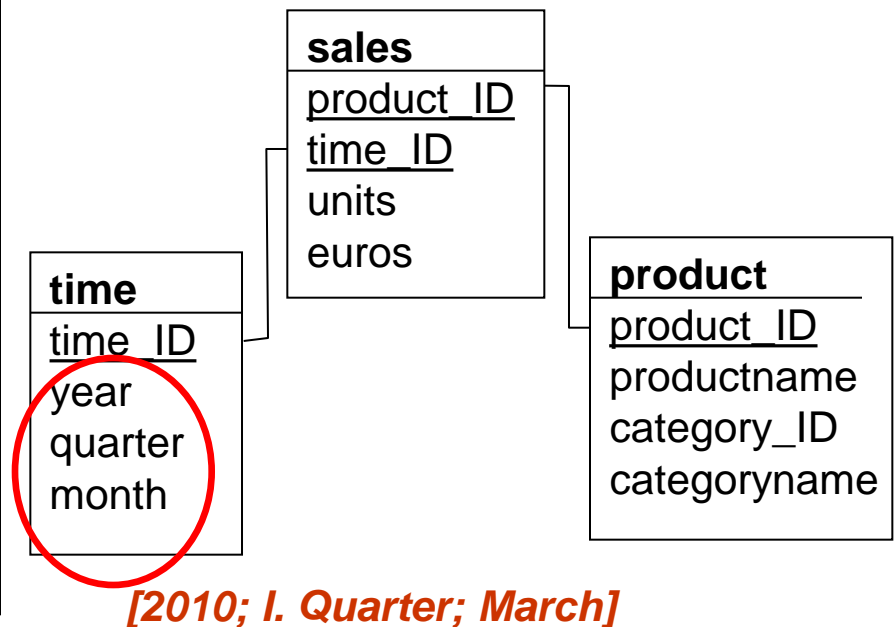 sales
product_ID
time_ID
units
euros
time
time_ID
year
quarter
month
product
product_ID
productname
category_ID
categoryname
[2010; I. Quarter; March]